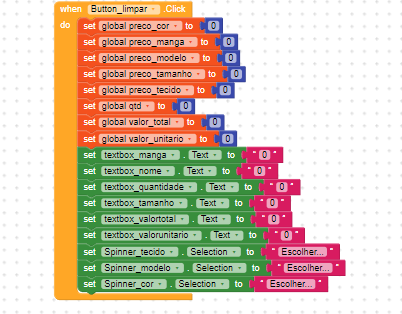 when Button_limpar .Click
do set global preco_cor to 0
set global preco_manga to 0
set global preco_modelo to 0
set global preco_tamanho to 0
set global preco_tecido to 0
set global qtd to 0
set global valor_total to 0
set global valor_unitario to 0
set textbox_manga . Text to " 0 "
set textbox_nome . Text to " 0 "
set textbox_quantidade . Text to " 0 "
set textbox_tamanho . Text to " 0 "
set textbox_valortotal . Text to " 0 "
set textbox_valorunitario . Text to " 0 "
set Spinner_tecido . Selection to " Escolher... "
set Spinner_modelo . Selection to " Escolher... "
set Spinner_cor . Selection to " Escolher... "